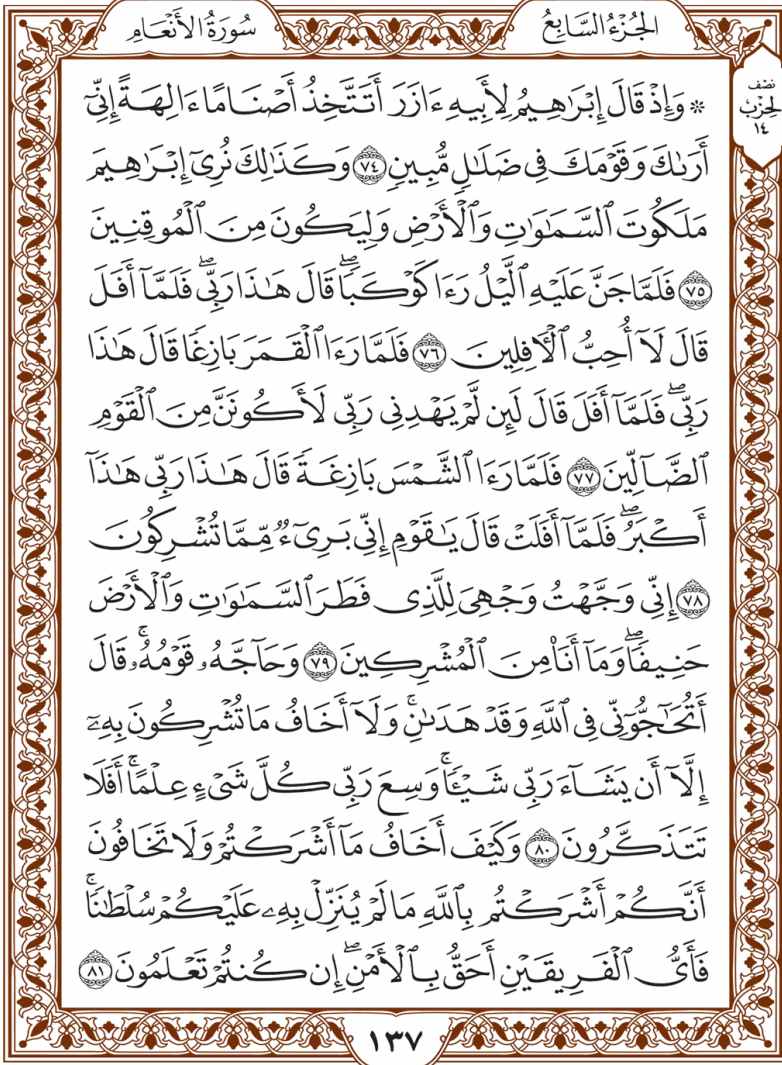 الجُزْءُ السَّابِعُ
سُورَةُ الأَنْعَامِ
نصف
الحزب
١٤
۞ وَإِذْ قَالَ إِبْرَٰهِيمُ لِأَبِيهِ ءَازَرَ أَتَتَّخِذُ أَصْنَامًا ءَالِهَةً إِنِّىٓ
أَرَىٰكَ وَقَوْمَكَ فِى ضَلَٰلٍ مُّبِينٍ ٧٤ وَكَذَٰلِكَ نُرِىٓ إِبْرَٰهِيمَ
مَلَكُوتَ ٱلسَّمَٰوَٰتِ وَٱلْأَرْضِ وَلِيَكُونَ مِنَ ٱلْمُوقِنِينَ
٧٥ فَلَمَّا جَنَّ عَلَيْهِ ٱلَّيْلُ رَءَا كَوْكَبًاۖ قَالَ هَٰذَا رَبِّىۖ فَلَمَّآ أَفَلَ
قَالَ لَآ أُحِبُّ ٱلْءَافِلِينَ ٧٦ فَلَمَّا رَءَا ٱلْقَمَرَ بَازِغًا قَالَ هَٰذَا
رَبِّىۖ فَلَمَّآ أَفَلَ قَالَ لَئِن لَّمْ يَهْدِنِى رَبِّى لَأَكُونَنَّ مِنَ ٱلْقَوْمِ
ٱلضَّآلِّينَ ٧٧ فَلَمَّا رَءَا ٱلشَّمْسَ بَازِغَةً قَالَ هَٰذَا رَبِّى هَٰذَآ
أَكْبَرُۖ فَلَمَّآ أَفَلَتْ قَالَ يَٰقَوْمِ إِنِّى بَرِىٓءٌ مِّمَّا تُشْرِكُونَ
٧٨ إِنِّى وَجَّهْتُ وَجْهِىَ لِلَّذِى فَطَرَ ٱلسَّمَٰوَٰتِ وَٱلْأَرْضَ
حَنِيفًاۖ وَمَآ أَنَا۠ مِنَ ٱلْمُشْرِكِينَ ٧٩ وَحَآجَّهُۥ قَوْمُهُۥۚ قَالَ
أَتُحَٰٓجُّوٓنِّى فِى ٱللَّهِ وَقَدْ هَدَىٰنِۚ وَلَآ أَخَافُ مَا تُشْرِكُونَ بِهِۦٓ
إِلَّآ أَن يَشَآءَ رَبِّى شَيْـًٔاۚ وَسِعَ رَبِّى كُلَّ شَىْءٍ عِلْمًاۚ أَفَلَا
تَتَذَكَّرُونَ ٨٠ وَكَيْفَ أَخَافُ مَآ أَشْرَكْتُمْ وَلَا تَخَافُونَ
أَنَّكُمْ أَشْرَكْتُم بِٱللَّهِ مَا لَمْ يُنَزِّلْ بِهِۦ عَلَيْكُمْ سُلْطَٰنًاۚ
فَأَىُّ ٱلْفَرِيقَيْنِ أَحَقُّ بِٱلْأَمْنِۖ إِن كُنتُمْ تَعْلَمُونَ ٨١
١٣٧